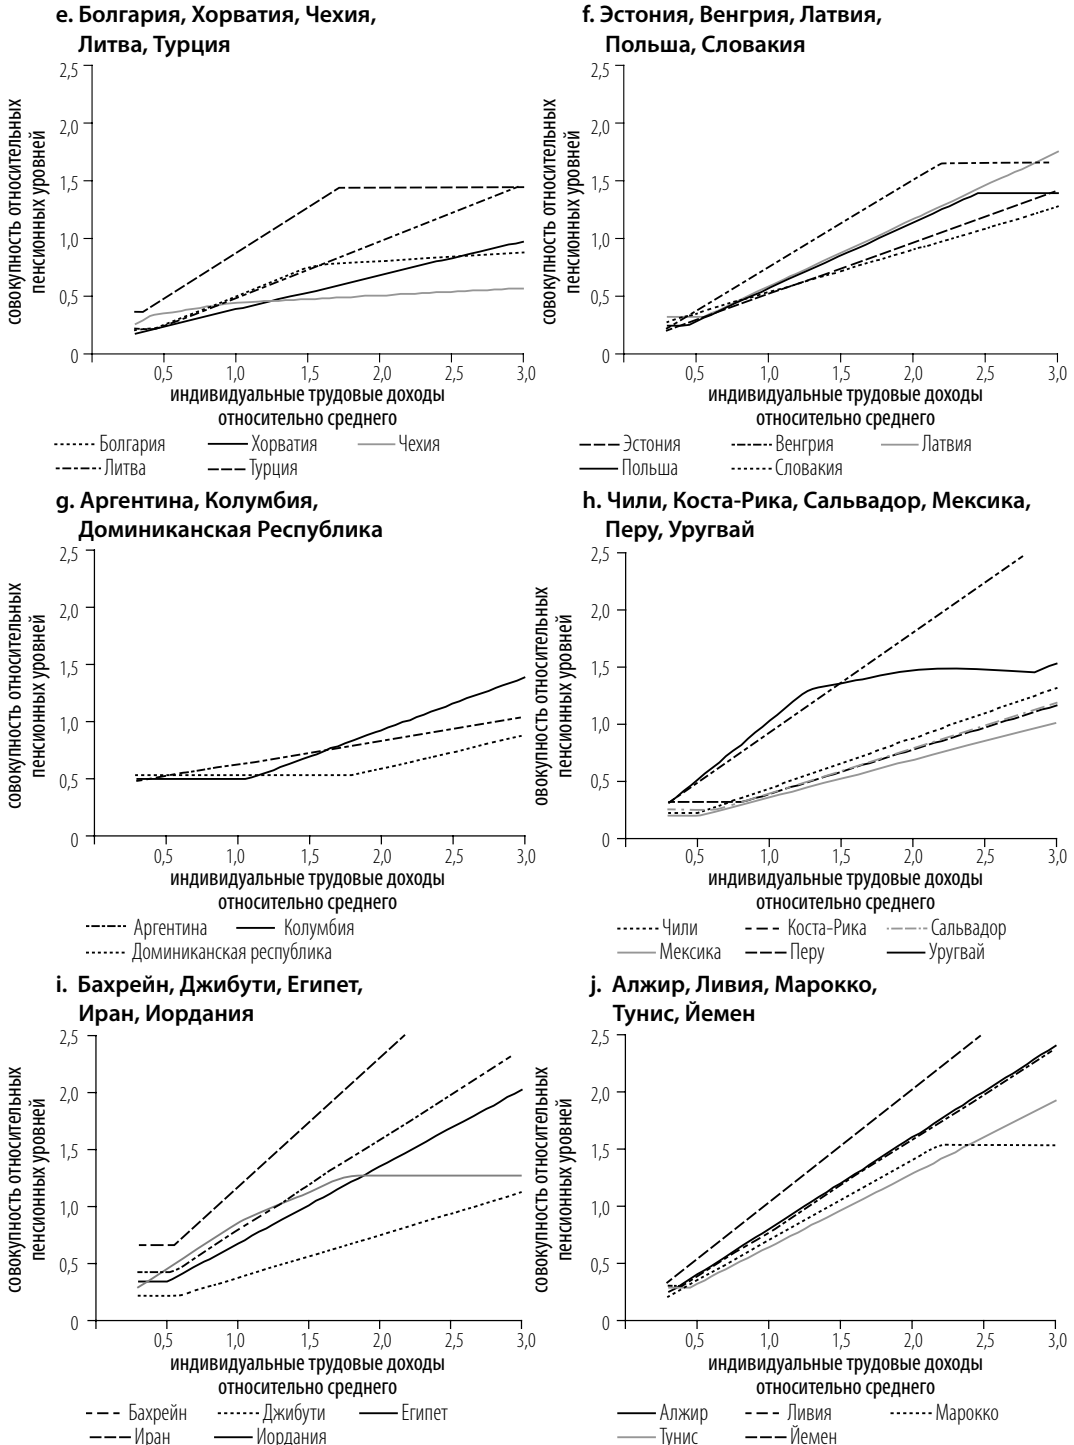 e. Болгария, Хорватия, Чехия,
Литва, Турция
совокупность относительных
пенсионных уровней
2,5
2,0
1,5
1,0
0,5
0
0,5 1,0 1,5 2,0 2,5 3,0
индивидуальные трудовые доходы
относительно среднего
Болгария Хорватия Чехия
Литва Турция
f. Эстония, Венгрия, Латвия,
Польша, Словакия
совокупность относительных
пенсионных уровней
2,5
2,0
1,5
1,0
0,5
0
0,5 1,0 1,5 2,0 2,5 3,0
индивидуальные трудовые доходы
относительно среднего
Эстония Венгрия Латвия
Польша Словакия
g. Аргентина, Колумбия,
Доминиканская Республика
совокупность относительных
пенсионных уровней
2,5
2,0
1,5
1,0
0,5
0
0,5 1,0 1,5 2,0 2,5 3,0
индивидуальные трудовые доходы
относительно среднего
Аргентина Колумбия
Доминиканская республика
h. Чили, Коста-Рика, Сальвадор, Мексика,
Перу, Уругвай
овокупность относительных
пенсионных уровней
2,5
2,0
1,5
1,0
0,5
0
0,5 1,0 1,5 2,0 2,5 3,0
индивидуальные трудовые доходы
относительно среднего
Чили Коста-Рика Сальвадор
Мексика Перу Уругвай
i. Бахрейн, Джибути, Египет,
Иран, Иордания
совокупность относительных
пенсионных уровней
2,5
2,0
1,5
1,0
0,5
0
0,5 1,0 1,5 2,0 2,5 3,0
индивидуальные трудовые доходы
относительно среднего
Бахрейн Джибути Египет
Иран Иордания
j. Алжир, Ливия, Марокко,
Тунис, Йемен
совокупность относительных
пенсионных уровней
2,5
2,0
1,5
1,0
0,5
0
0,5 1,0 1,5 2,0 2,5 3,0
индивидуальные трудовые доходы
относительно среднего
Алжир Ливия Марокко
Тунис Йемен